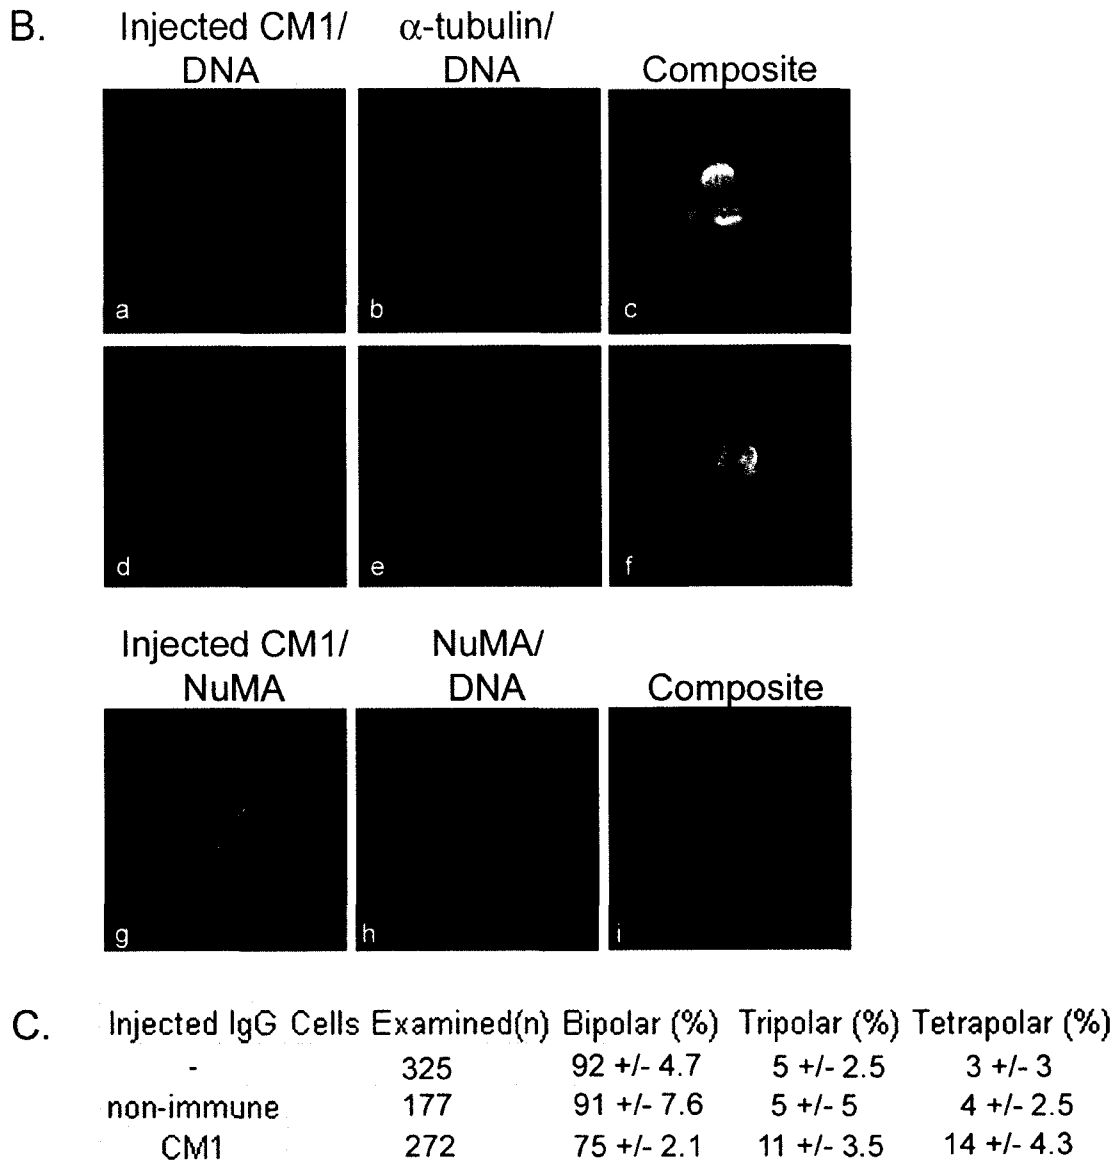 B. Injected CM1/ α-tubulin/
DNA DNA Composite
a b c
d e f
Injected CM1/ NuMA/
NuMA DNA Composite
g h i
C. Injected IgG Cells Examined(n) Bipolar (%) Tripolar (%) Tetrapolar (%)
- 325 92 +/- 4.7 5 +/- 2.5 3 +/- 3
non-immune 177 91 +/- 7.6 5 +/- 5 4 +/- 2.5
CM1 272 75 +/- 2.1 11 +/- 3.5 14 +/- 4.3